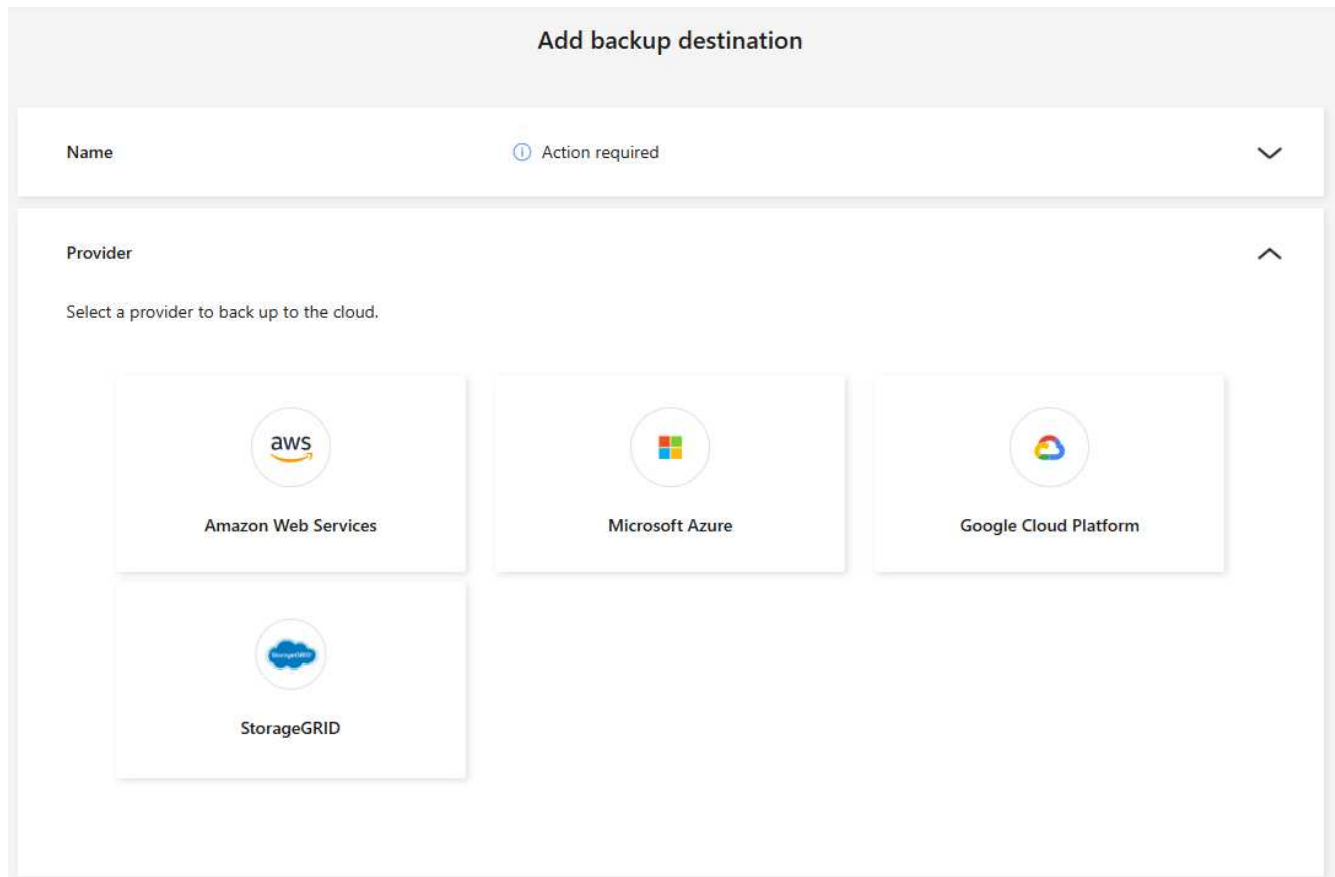 Add backup destination
Name
Action required
Provider
Select a provider to back up to the cloud.
aws
Amazon Web Services
Microsoft Azure
Google Cloud Platform
StorageGRID
StorageGRID